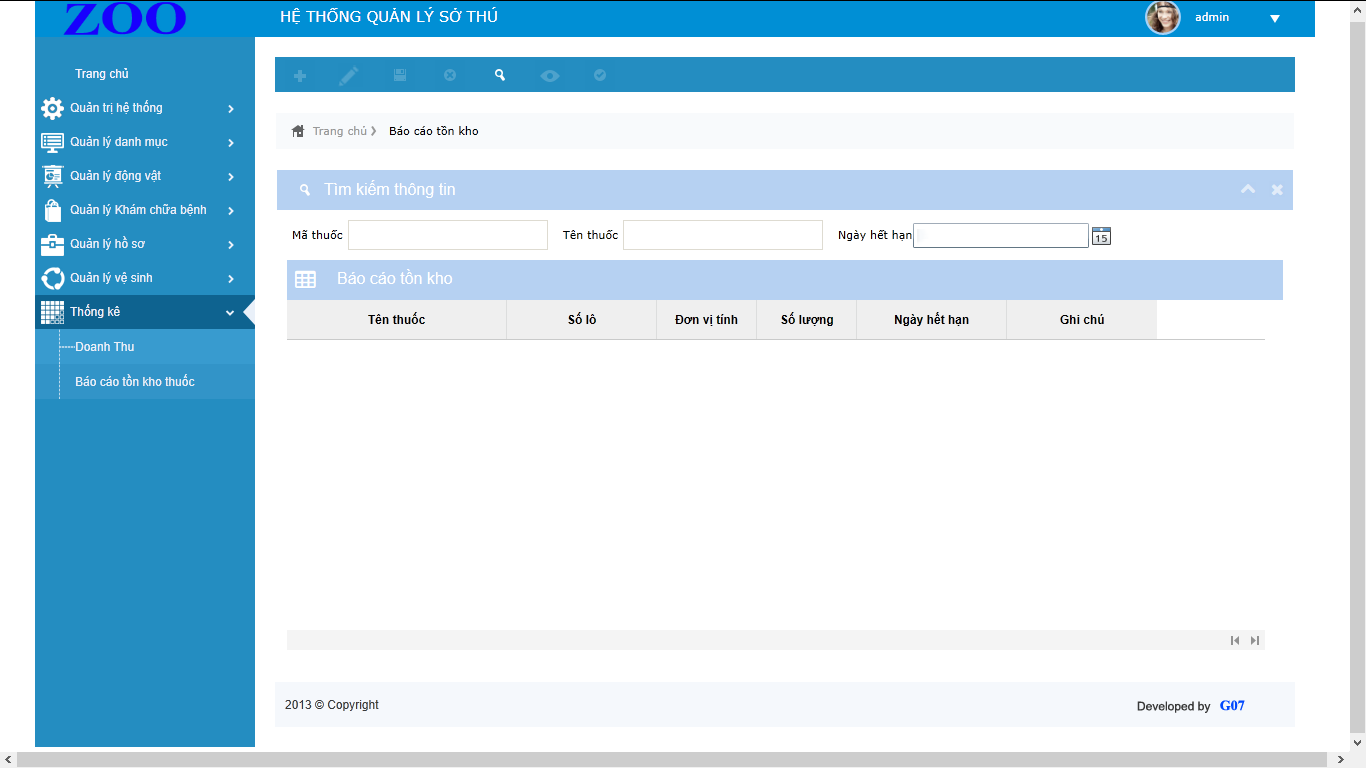 ZOO
HỆ THỐNG QUẢN LÝ SỞ THÚ
admin
Trang chủ
Quản trị hệ thống
Quản lý danh mục
Quản lý động vật
Quản lý Khám chữa bệnh
Quản lý hồ sơ
Quản lý vệ sinh
Thống kê
Doanh Thu
Báo cáo tồn kho thuốc
Trang chủ Báo cáo tồn kho
Tìm kiếm thông tin
Mã thuốc Tên thuốc Ngày hết hạn 15
Báo cáo tồn kho
Tên thuốc Số lô Đơn vị tính Số lượng Ngày hết hạn Ghi chú
2013 © Copyright
Developed by G07